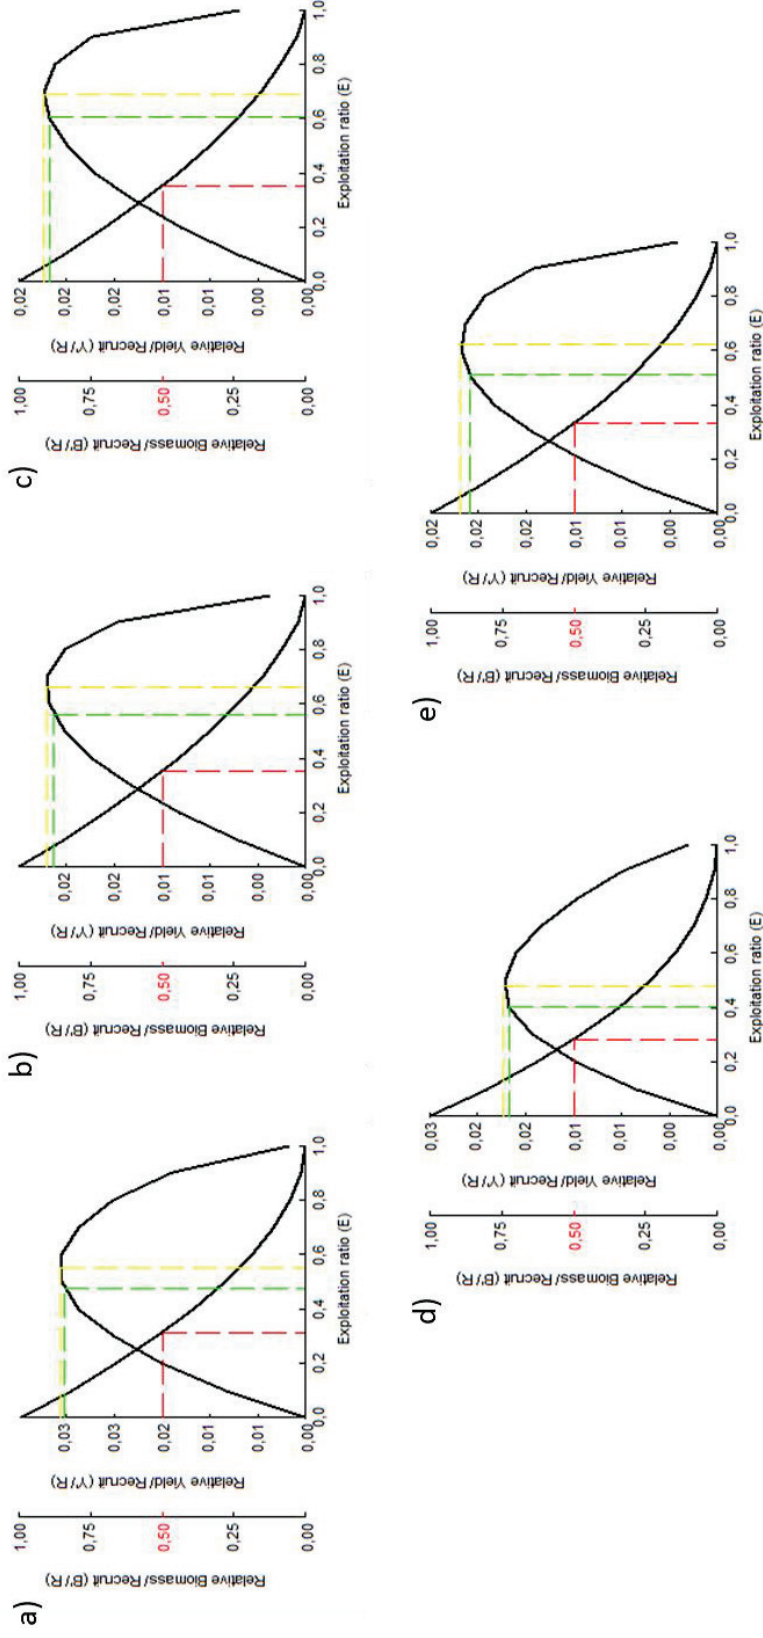 a)
Relative Biomass/Recruit (B'/R)
1,00
0,75
0,50
0,25
0,00
Relative Yield/Recruit (Y'/R)
0,03
0,03
0,02
0,01
0,01
0,00
0,0 0,2 0,4 0,6 0,8 1,0
Exploitation ratio (E)
b)
Relative Biomass/Recruit (B'/R)
1,00
0,75
0,50
0,25
0,00
Relative Yield/Recruit (Y'/R)
0,02
0,02
0,01
0,01
0,00
0,00
0,0 0,2 0,4 0,6 0,8 1,0
Exploitation ratio (E)
c)
Relative Biomass/Recruit (B'/R)
1,00
0,75
0,50
0,25
0,00
Relative Yield/Recruit (Y'/R)
0,02
0,02
0,02
0,01
0,01
0,00
0,00
0,0 0,2 0,4 0,6 0,8 1,0
Exploitation ratio (E)
d)
Relative Biomass/Recruit (B'/R)
1,00
0,75
0,50
0,25
0,00
Relative Yield/Recruit (Y'/R)
0,03
0,02
0,02
0,01
0,01
0,00
0,00
0,0 0,2 0,4 0,6 0,8 1,0
Exploitation ratio (E)
e)
Relative Biomass/Recruit (B'/R)
1,00
0,75
0,50
0,25
0,00
Relative Yield/Recruit (Y'/R)
0,02
0,02
0,02
0,01
0,01
0,00
0,00
0,0 0,2 0,4 0,6 0,8 1,0
Exploitation ratio (E)